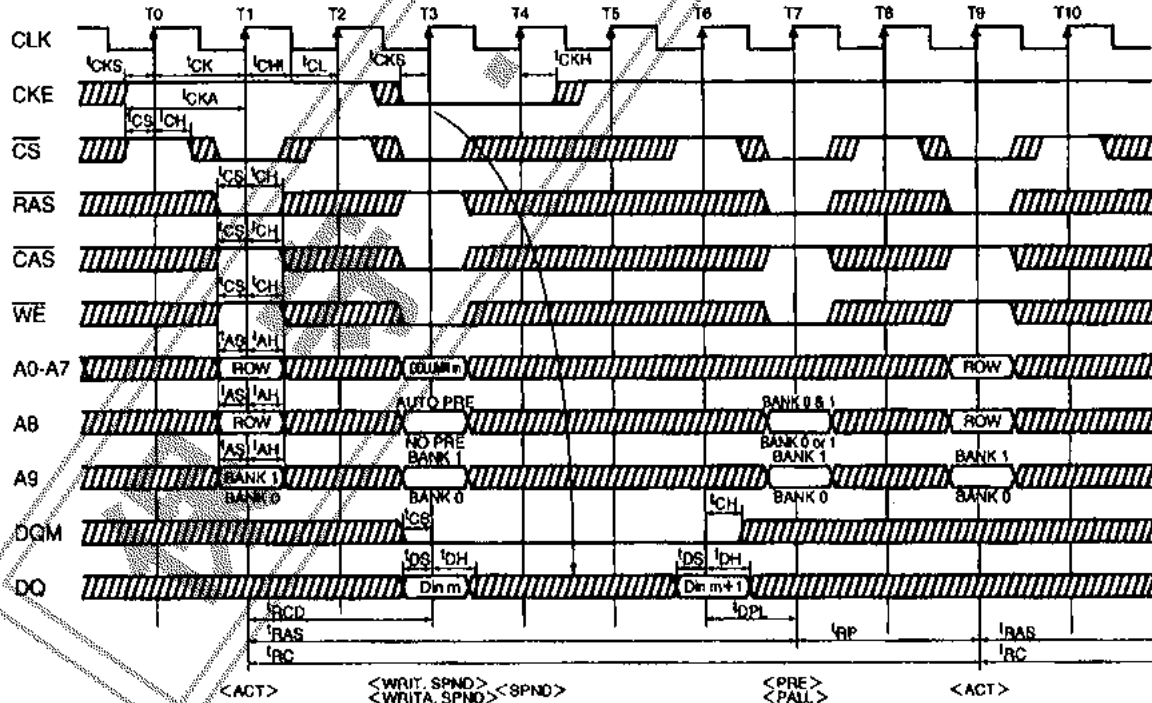 T0 T1 T2 T3 T4 T5 T6 T7 T8 T9 T10
CLK
tCKS tCK tCHI tCL tCKS tCKH
CKE
tCKA
tCS tCH
CS
tCS tCH
RAS
tCS tCH
CAS
tCS tCH
WE
tAS tAH
A0-A7 ROW COLUMN m ROW
tAS tAH AUTO PRE BANK 0 & 1
A8 ROW ROW
tAS tAH NO PRE BANK 0 or 1
BANK 1 BANK 1 BANK 1
A9 BANK 1
BANK 0 BANK 0 BANK 0 BANK 0
tCS tCH
DQM
tDS tDH tDS tDH
DQ Din m Din m+1
tRCD tDPL
tRAS tRP tRAS
tRC tRC
<ACT> <WRIT, SPND> <SPND> <PRE> <ACT>
<WRITA, SPND> <PALL>